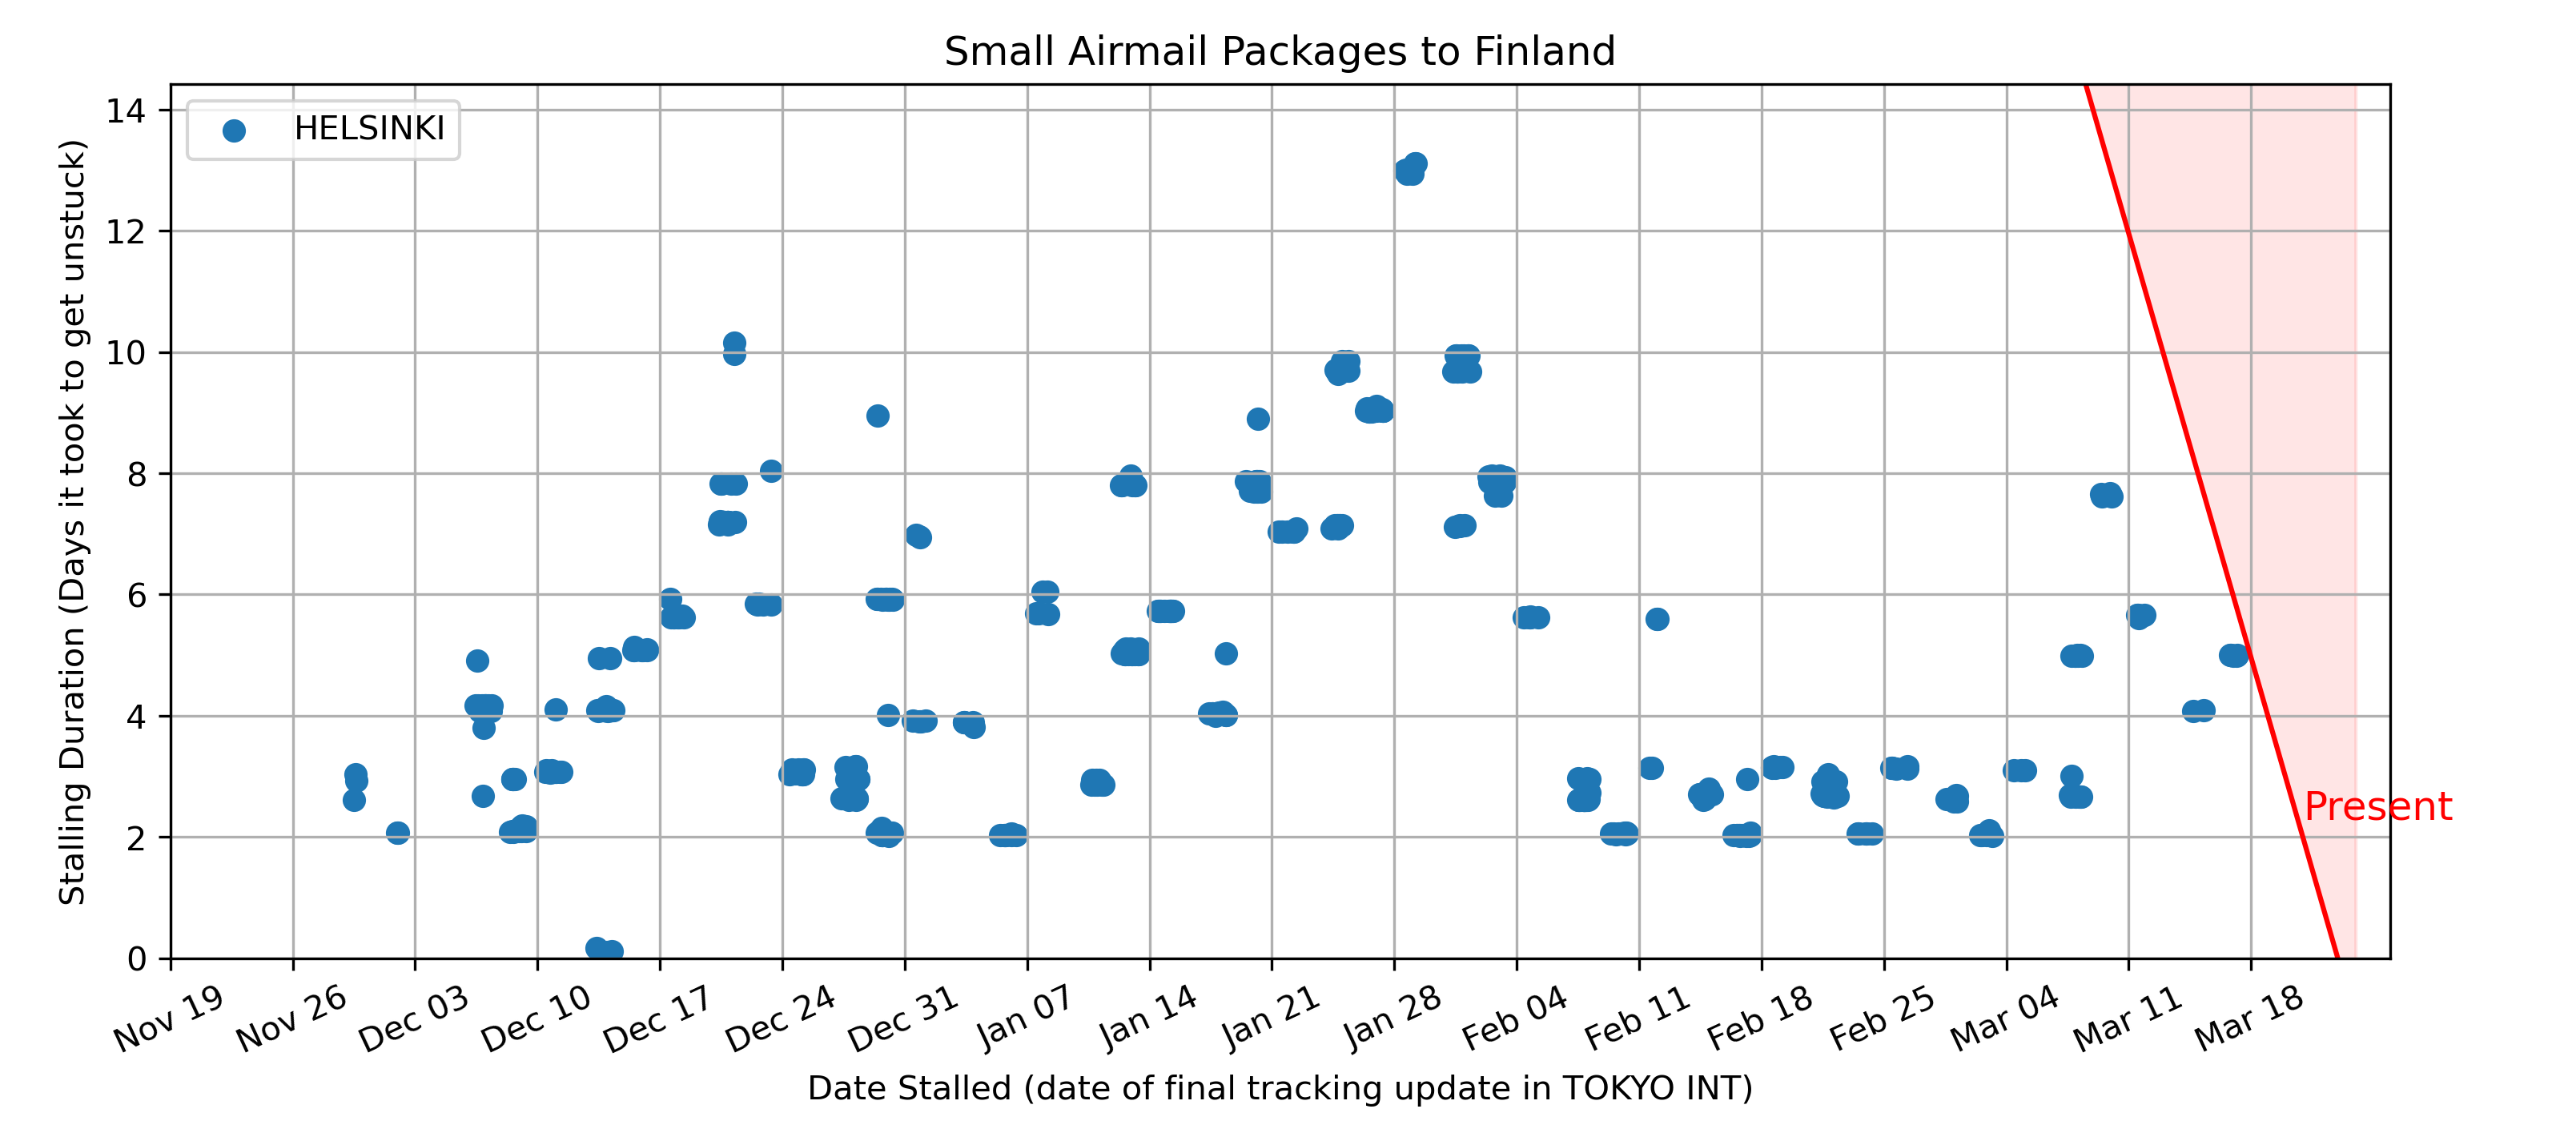 Small Airmail Packages to Finland
HELSINKI
Stalling Duration (Days it took to get unstuck)
14
12
10
8
6
4
2
0
Present
Nov 19
Nov 26
Dec 03
Dec 10
Dec 17
Dec 24
Dec 31
Jan 07
Jan 14
Jan 21
Jan 28
Feb 04
Feb 11
Feb 18
Feb 25
Mar 04
Mar 11
Mar 18
Date Stalled (date of final tracking update in TOKYO INT)